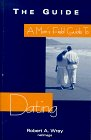 THE GUIDE
A Man's Field Guide To
Dating
Robert A. Wray